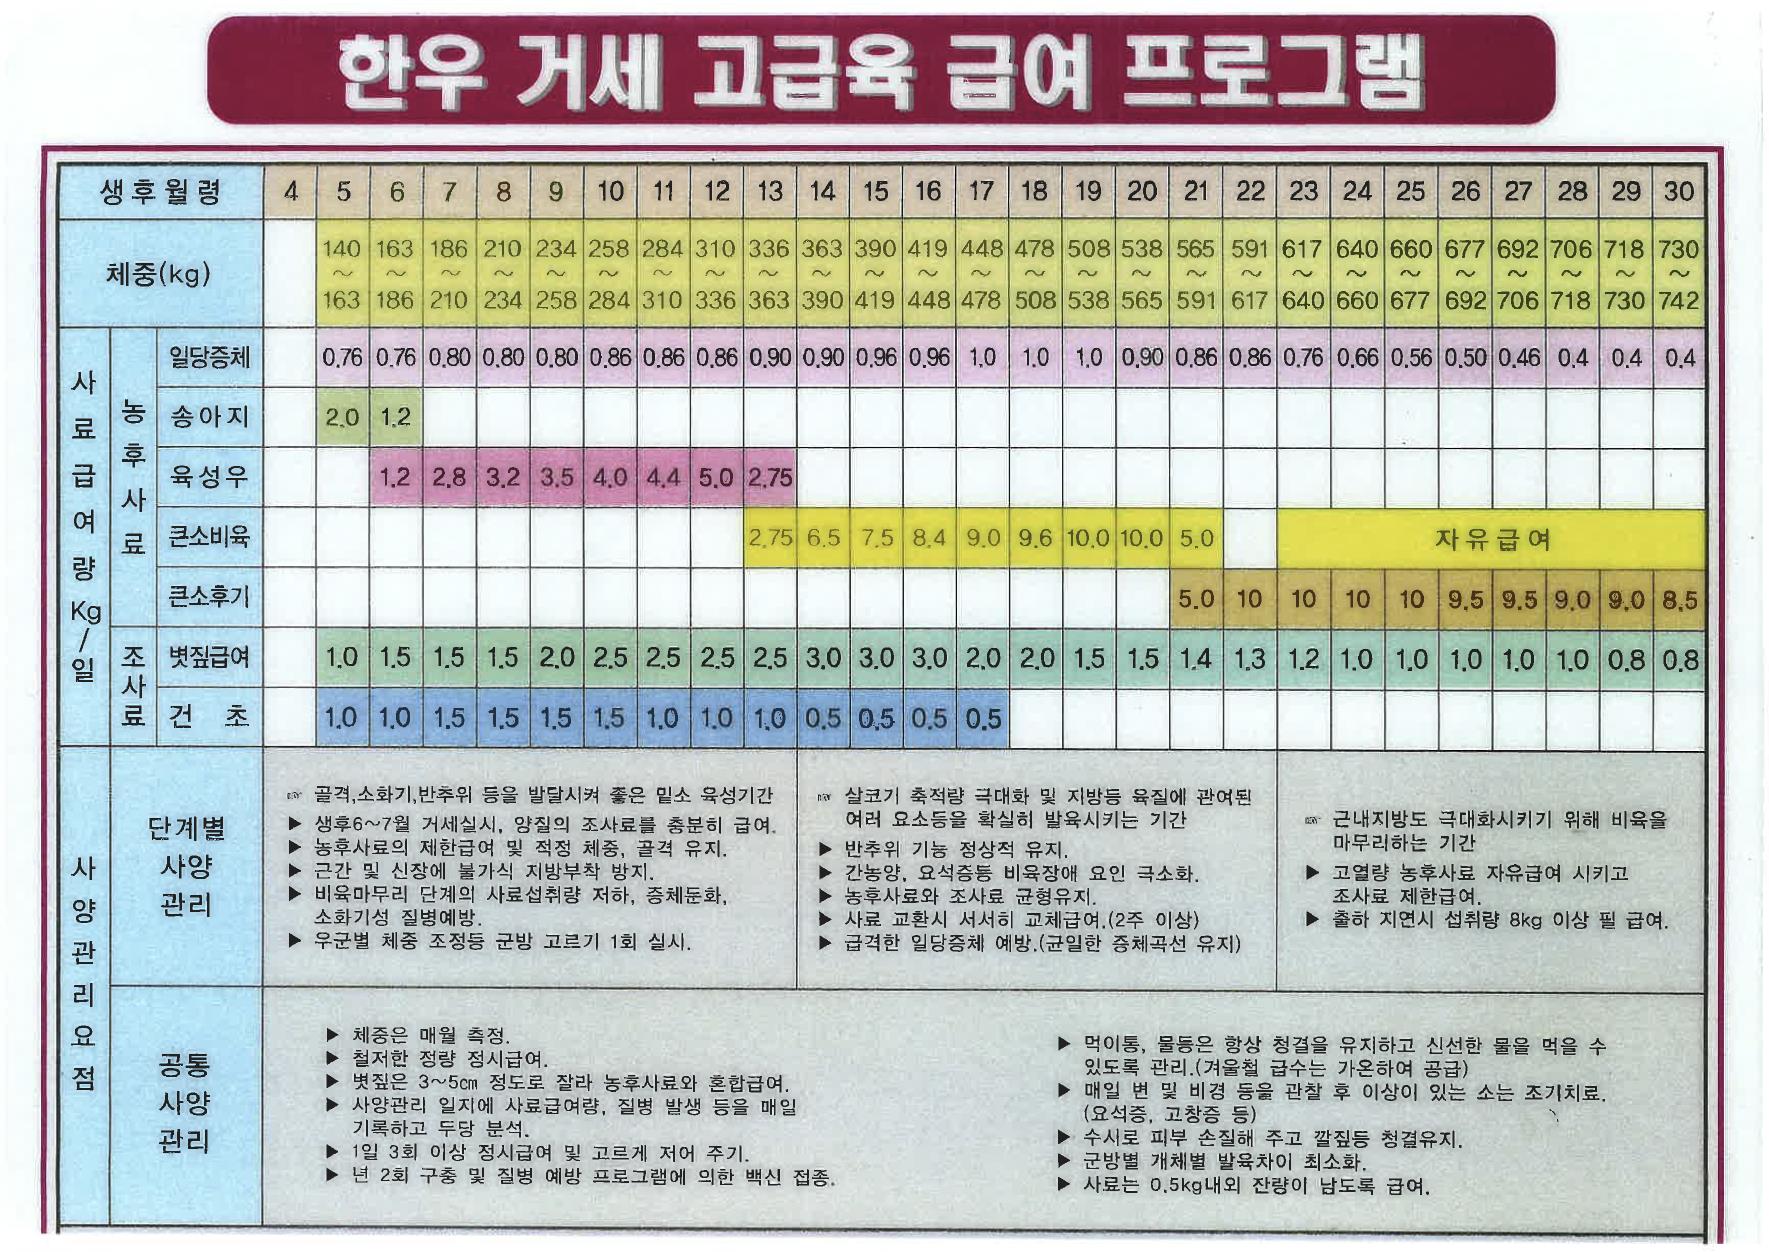 한우 거세 고급육 급여 프로그램
생후월령 4 5 6 7 8 9 10 11 12 13 14 15 16 17 18 19 20 21 22 23 24 25 26 27 28 29 30
체중(kg) 140~163 163~186 186~210 210~234 234~258 258~284 284~310 310~336 336~363 363~390 390~419 419~448 448~478 478~508 508~538 538~565 565~591 591~617 617~640 640~660 660~677 677~692 692~706 706~718 718~730 730~742
사료급여량 Kg/일
농후사료
일당증체 0.76 0.76 0.80 0.80 0.80 0.86 0.86 0.86 0.90 0.90 0.96 0.96 1.0 1.0 1.0 0.90 0.86 0.86 0.76 0.66 0.56 0.50 0.46 0.4 0.4 0.4
송아지 2.0 1.2
육성우 1.2 2.8 3.2 3.5 4.0 4.4 5.0 2.75
큰소비육 2.75 6.5 7.5 8.4 9.0 9.6 10.0 10.0 5.0 자유급여
큰소후기 5.0 10 10 10 10 9.5 9.5 9.0 9.0 8.5
조사료
볏짚급여 1.0 1.5 1.5 1.5 2.0 2.5 2.5 2.5 2.5 3.0 3.0 3.0 2.0 2.0 1.5 1.5 1.4 1.3 1.2 1.0 1.0 1.0 1.0 1.0 0.8 0.8
건초 1.0 1.0 1.5 1.5 1.5 1.5 1.0 1.0 1.0 0.5 0.5 0.5 0.5
사양관리요점
단계별
사양
관리
☞ 골격,소화기,반추위 등을 발달시켜 좋은 밑소 육성기간
▶ 생후6~7월 거세실시, 양질의 조사료를 충분히 급여.
▶ 농후사료의 제한급여 및 적정 체중, 골격 유지.
▶ 근간 및 신장에 불가식 지방부착 방지.
▶ 비육마무리 단계의 사료섭취량 저하, 증체둔화,
소화기성 질병예방.
▶ 우군별 체중 조정등 군방 고르기 1회 실시.
☞ 살코기 축적량 극대화 및 지방등 육질에 관여된
여러 요소등을 확실히 발육시키는 기간
▶ 반추위 기능 정상적 유지.
▶ 간농양, 요석증등 비육장애 요인 극소화.
▶ 농후사료와 조사료 균형유지.
▶ 사료 교환시 서서히 교체급여.(2주 이상)
▶ 급격한 일당증체 예방.(균일한 증체곡선 유지)
☞ 근내지방도 극대화시키기 위해 비육을
마무리하는 기간
▶ 고열량 농후사료 자유급여 시키고
조사료 제한급여.
▶ 출하 지연시 섭취량 8kg 이상 필 급여.
공통
사양
관리
▶ 체중은 매월 측정.
▶ 철저한 정량 정시급여.
▶ 볏짚은 3~5cm 정도로 잘라 농후사료와 혼합급여.
▶ 사양관리 일지에 사료급여량, 질병 발생 등을 매일
기록하고 두당 분석.
▶ 1일 3회 이상 정시급여 및 고르게 저어 주기.
▶ 년 2회 구충 및 질병 예방 프로그램에 의한 백신 접종.
▶ 먹이통, 물등은 항상 청결을 유지하고 신선한 물을 먹을 수
있도록 관리.(겨울철 급수는 가온하여 공급)
▶ 매일 변 및 비경 등을 관찰 후 이상이 있는 소는 조기치료.
(요석증, 고창증 등)
▶ 수시로 피부 손질해 주고 깔짚등 청결유지.
▶ 군방별 개체별 발육차이 최소화.
▶ 사료는 0.5kg내외 잔량이 남도록 급여.